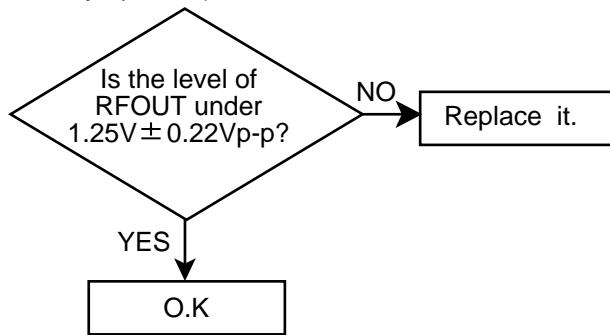 Is the level of
RFOUT under
1.25V ± 0.22Vp-p?
NO
Replace it.
YES
O.K